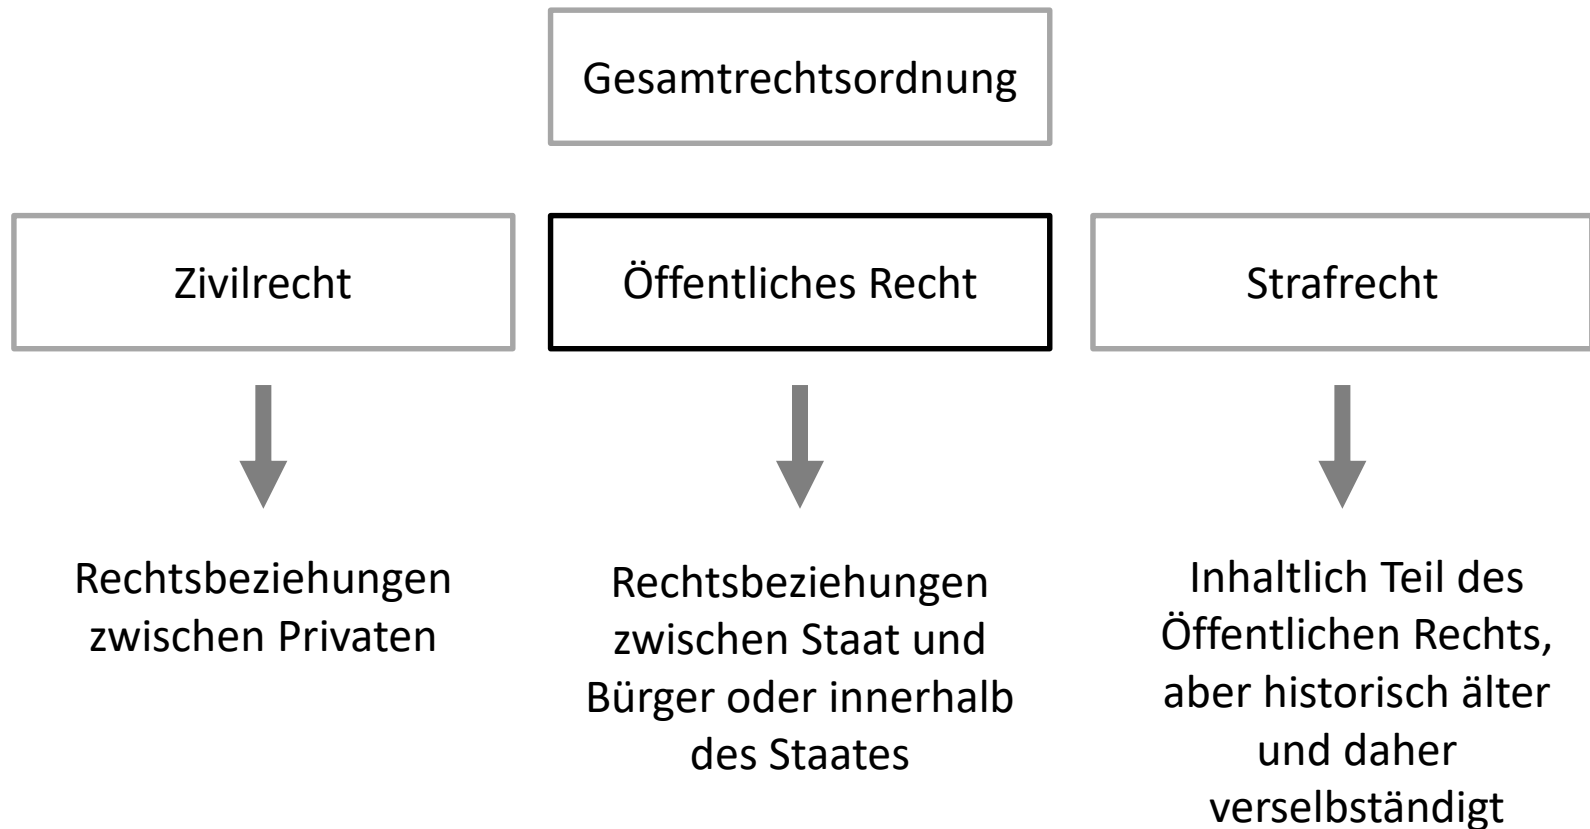 Gesamtrechtsordnung
Zivilrecht
Öffentliches Recht
Strafrecht
Rechtsbeziehungen
zwischen Privaten
Rechtsbeziehungen
zwischen Staat und
Bürger oder innerhalb
des Staates
Inhaltlich Teil des
Öffentlichen Rechts,
aber historisch älter
und daher
verselbständigt